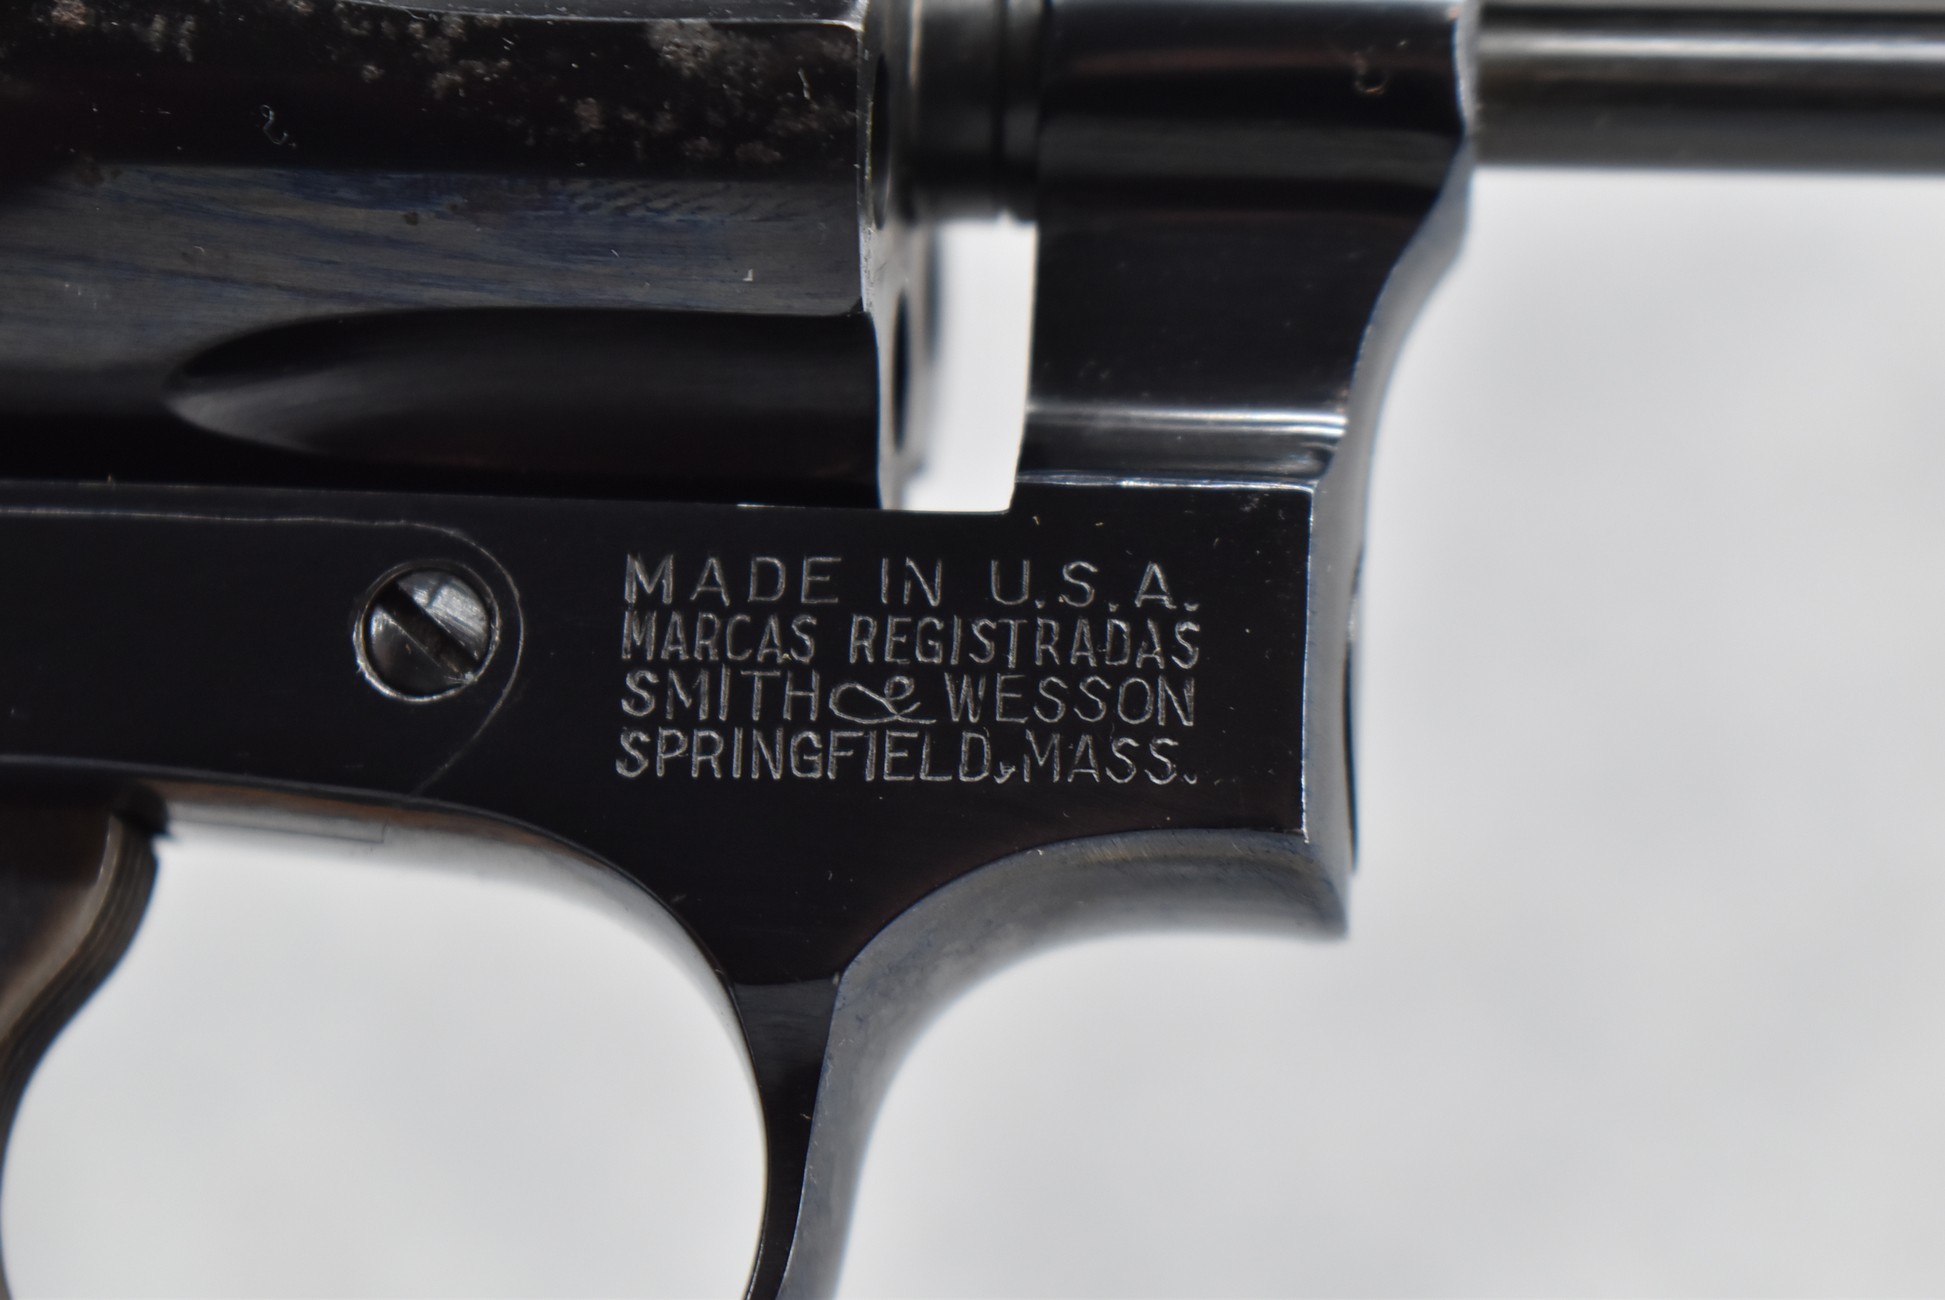 MADE IN U.S.A.
MARCAS REGISTRADAS
SMITH & WESSON
SPRINGFIELD, MASS.